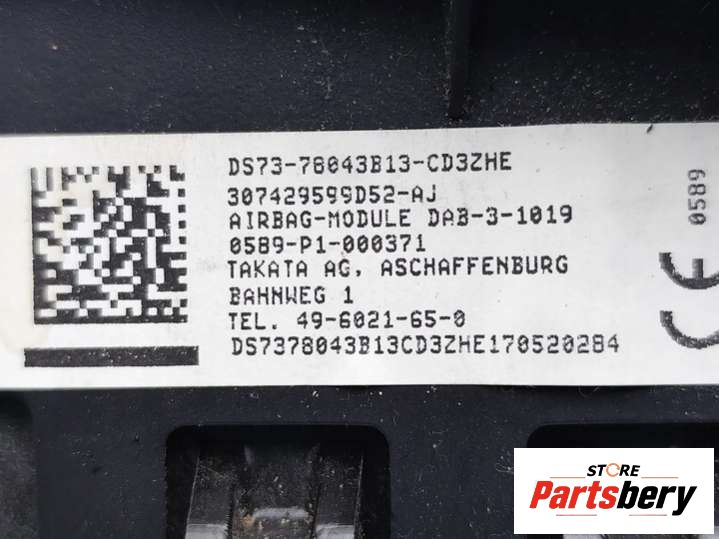 DS73-78043B13-CD3ZHE
307429599D52-AJ
AIRBAG-MODULE DAB-3-1019
0589-P1-000371
TAKATA AG, ASCHAFFENBURG
BAHNWEG 1
TEL. 49-6021-65-0
DS7378043B13CD3ZHE170520284
CE
0589
STORE
Partsbery